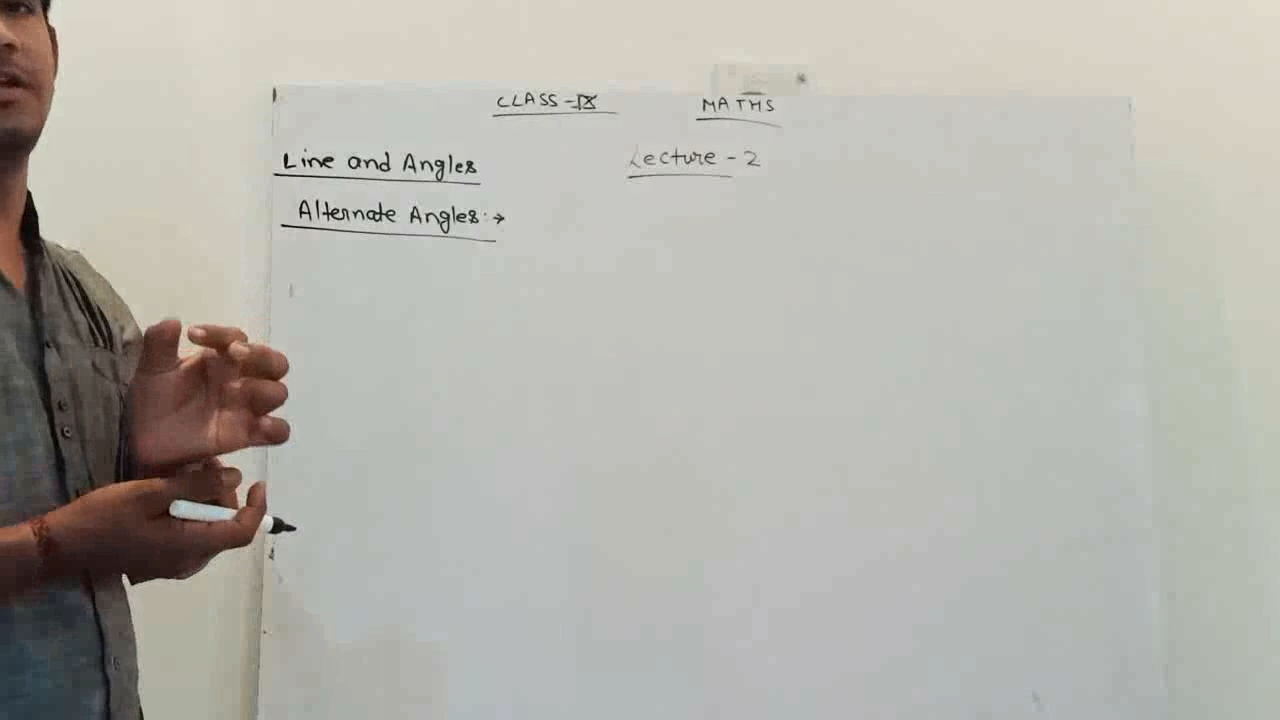 CLASS-IX MATHS
Line and Angles Lecture - 2
Alternate Angles:→